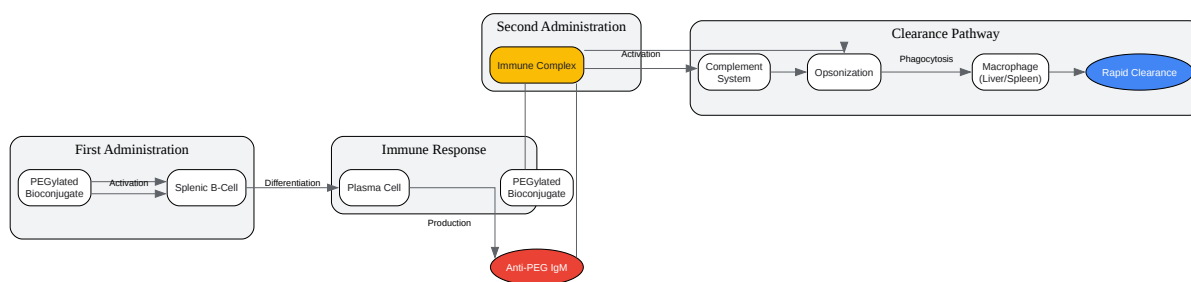 Second Administration
Immune Complex
Activation
Clearance Pathway
Complement
System
Opsonization
Phagocytosis
Macrophage
(Liver/Spleen)
Rapid Clearance
First Administration
PEGylated
Bioconjugate
Activation
Splenic B-Cell
Differentiation
Immune Response
Plasma Cell
PEGylated
Bioconjugate
Production
Anti-PEG IgM